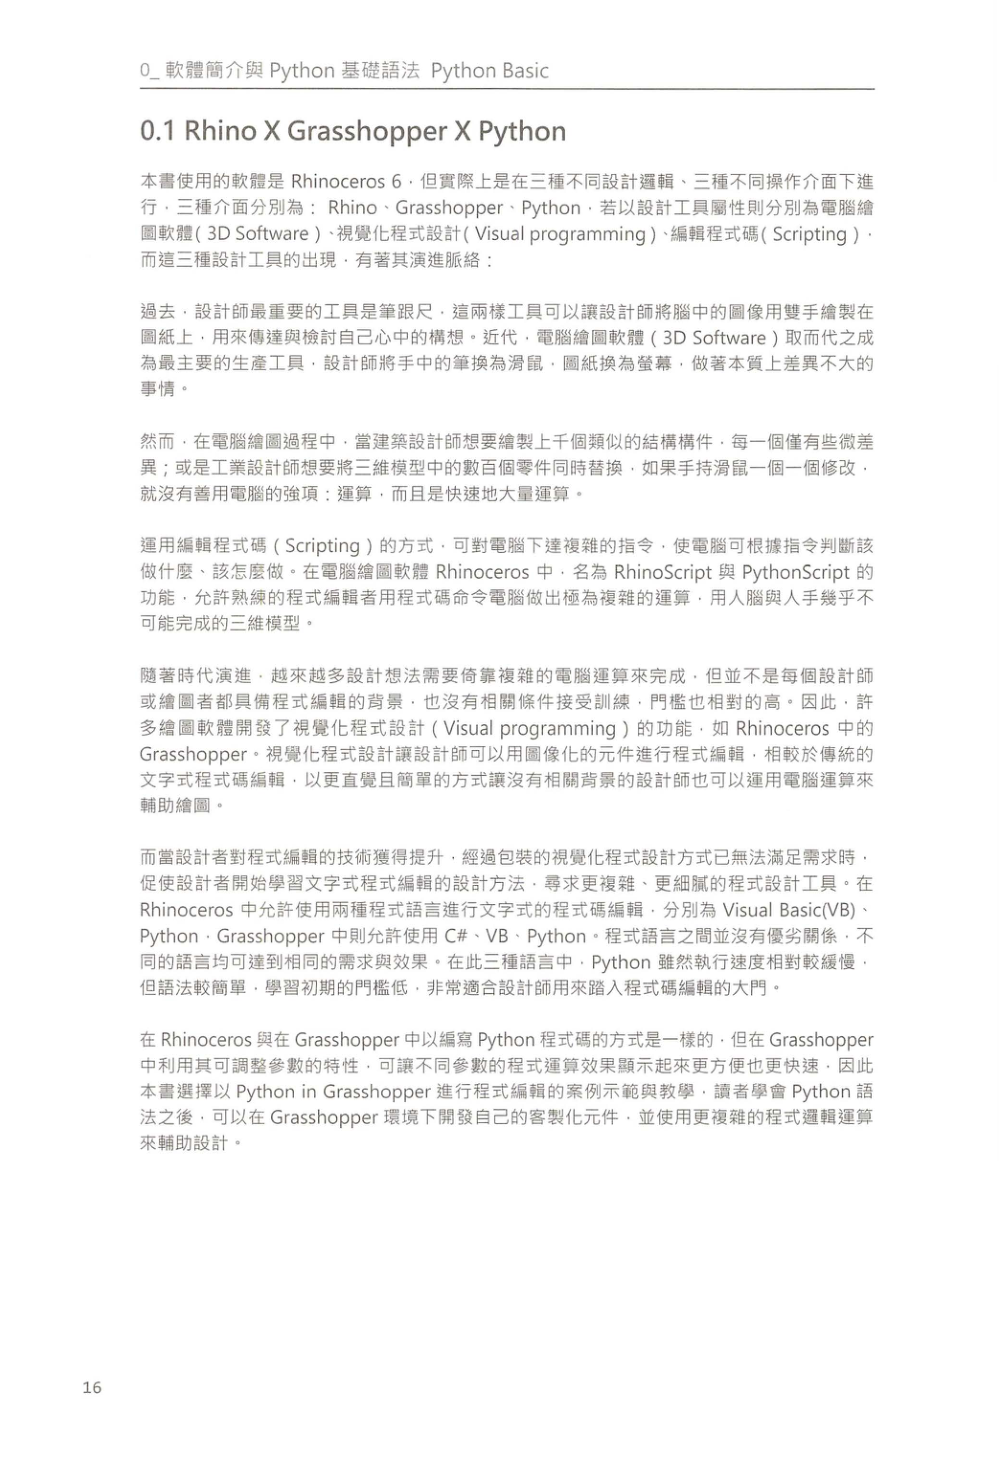 0_ 軟體簡介與 Python 基礎語法 Python Basic
0.1 Rhino X Grasshopper X Python
本書使用的軟體是 Rhinoceros 6，但實際上是在三種不同設計邏輯、三種不同操作介面下進
行，三種介面分別為： Rhino、Grasshopper、Python，若以設計工具屬性則分別為電腦繪
圖軟體( 3D Software )、視覺化程式設計( Visual programming )、編輯程式碼( Scripting )，
而這三種設計工具的出現，有著其演進脈絡：
過去，設計師最重要的工具是筆跟尺，這兩樣工具可以讓設計師將腦中的圖像用雙手繪製在
圖紙上，用來傳達與檢討自己心中的構想。近代，電腦繪圖軟體 ( 3D Software ) 取而代之成
為最主要的生產工具，設計師將手中的筆換為滑鼠，圖紙換為螢幕，做著本質上差異不大的
事情。
然而，在電腦繪圖過程中，當建築設計師想要繪製上千個類似的結構構件，每一個僅有些微差
異；或是工業設計師想要將三維模型中的數百個零件同時替換，如果手持滑鼠一個一個修改，
就沒有善用電腦的強項：運算，而且是快速地大量運算。
運用編輯程式碼 ( Scripting ) 的方式，可對電腦下達複雜的指令，使電腦可根據指令判斷該
做什麼、該怎麼做。在電腦繪圖軟體 Rhinoceros 中，名為 RhinoScript 與 PythonScript 的
功能，允許熟練的程式編輯者用程式碼命令電腦做出極為複雜的運算，用人腦與人手幾乎不
可能完成的三維模型。
隨著時代演進，越來越多設計想法需要倚靠複雜的電腦運算來完成，但並不是每個設計師
或繪圖者都具備程式編輯的背景，也沒有相關條件接受訓練，門檻也相對的高。因此，許
多繪圖軟體開發了視覺化程式設計 ( Visual programming ) 的功能，如 Rhinoceros 中的
Grasshopper。視覺化程式設計讓設計師可以用圖像化的元件進行程式編輯，相較於傳統的
文字式程式碼編輯，以更直覺且簡單的方式讓沒有相關背景的設計師也可以運用電腦運算來
輔助繪圖。
而當設計者對程式編輯的技術獲得提升，經過包裝的視覺化程式設計方式已無法滿足需求時，
促使設計者開始學習文字式程式編輯的設計方法，尋求更複雜、更細膩的程式設計工具。在
Rhinoceros 中允許使用兩種程式語言進行文字式的程式碼編輯，分別為 Visual Basic(VB)、
Python，Grasshopper 中則允許使用 C#、VB、Python。程式語言之間並沒有優劣關係，不
同的語言均可達到相同的需求與效果。在此三種語言中，Python 雖然執行速度相對較緩慢，
但語法較簡單，學習初期的門檻低，非常適合設計師用來踏入程式碼編輯的大門。
在 Rhinoceros 與在 Grasshopper 中以編寫 Python 程式碼的方式是一樣的，但在 Grasshopper
中利用其可調整參數的特性，可讓不同參數的程式運算效果顯示起來更方便也更快速，因此
本書選擇以 Python in Grasshopper 進行程式編輯的案例示範與教學，讀者學會 Python 語
法之後，可以在 Grasshopper 環境下開發自己的客製化元件，並使用更複雜的程式邏輯運算
來輔助設計。
16